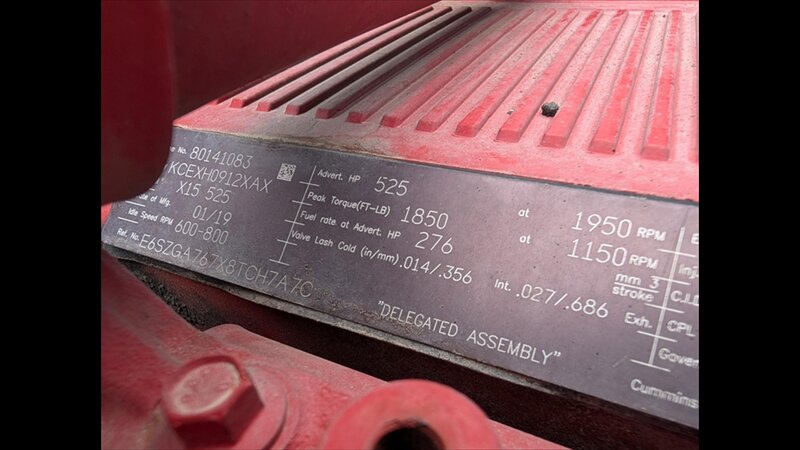 No. 80141083
KCEXH0912XAX
X15 525
of Mfg. 01/19
Idle Speed RPM 600-800
Ref. No. E6SZGA767X8TCH7A7C
Advert. HP 525 at 1950 RPM
Peak Torque(FT-LB) 1850 at 1150 RPM
Fuel rate at Advert. HP 276 mm 3 stroke
Valve Lash Cold (in/mm) .014/.356 Int. .027/.686 Exh.
"DELEGATED ASSEMBLY"
E
Inj
C.I.D
CPL
Govern
Cummins